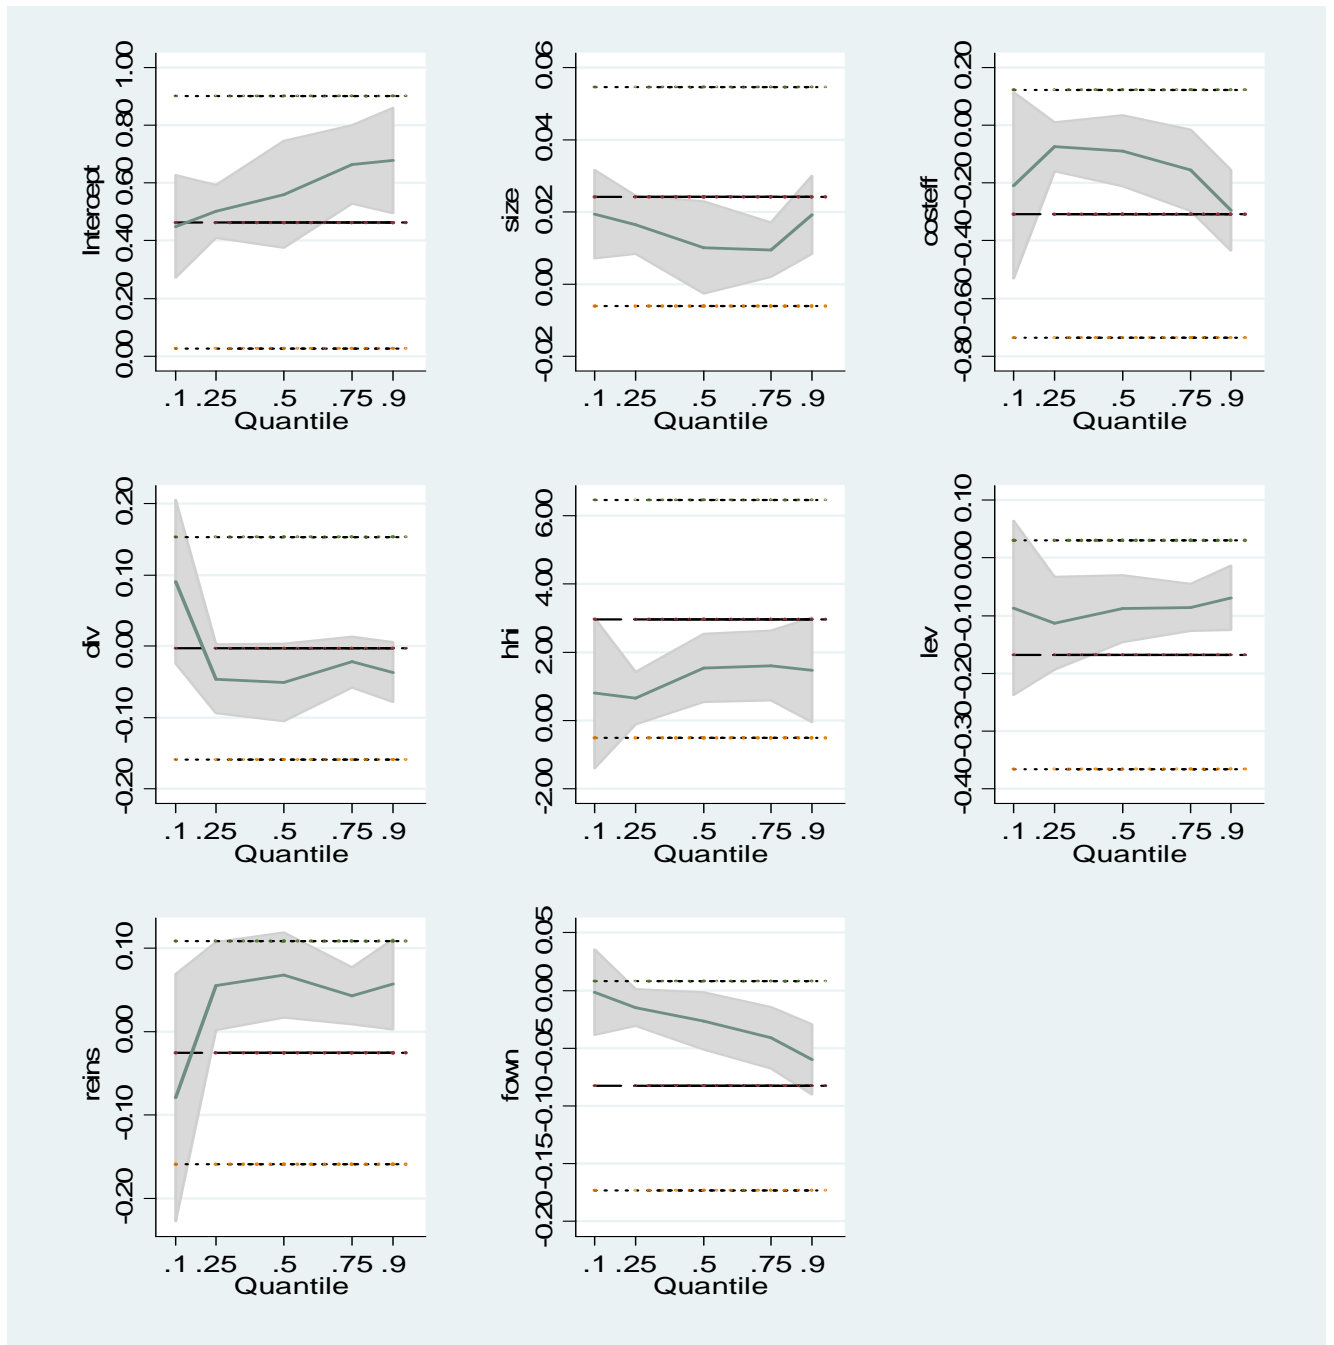 Intercept
0.00 0.20 0.40 0.60 0.80 1.00
.1 .25 .5 .75 .9
Quantile
size
-0.02 0.00 0.02 0.04 0.06
.1 .25 .5 .75 .9
Quantile
costeff
-0.80 -0.60 -0.40 -0.20 0.00 0.20
.1 .25 .5 .75 .9
Quantile
div
-0.20 -0.10 0.00 0.10 0.20
.1 .25 .5 .75 .9
Quantile
hhi
-2.00 0.00 2.00 4.00 6.00
.1 .25 .5 .75 .9
Quantile
lev
-0.40 -0.30 -0.20 -0.10 0.00 0.10
.1 .25 .5 .75 .9
Quantile
reins
-0.20 -0.10 0.00 0.10
.1 .25 .5 .75 .9
Quantile
fown
-0.20 -0.15 -0.10 -0.05 0.00 0.05
.1 .25 .5 .75 .9
Quantile